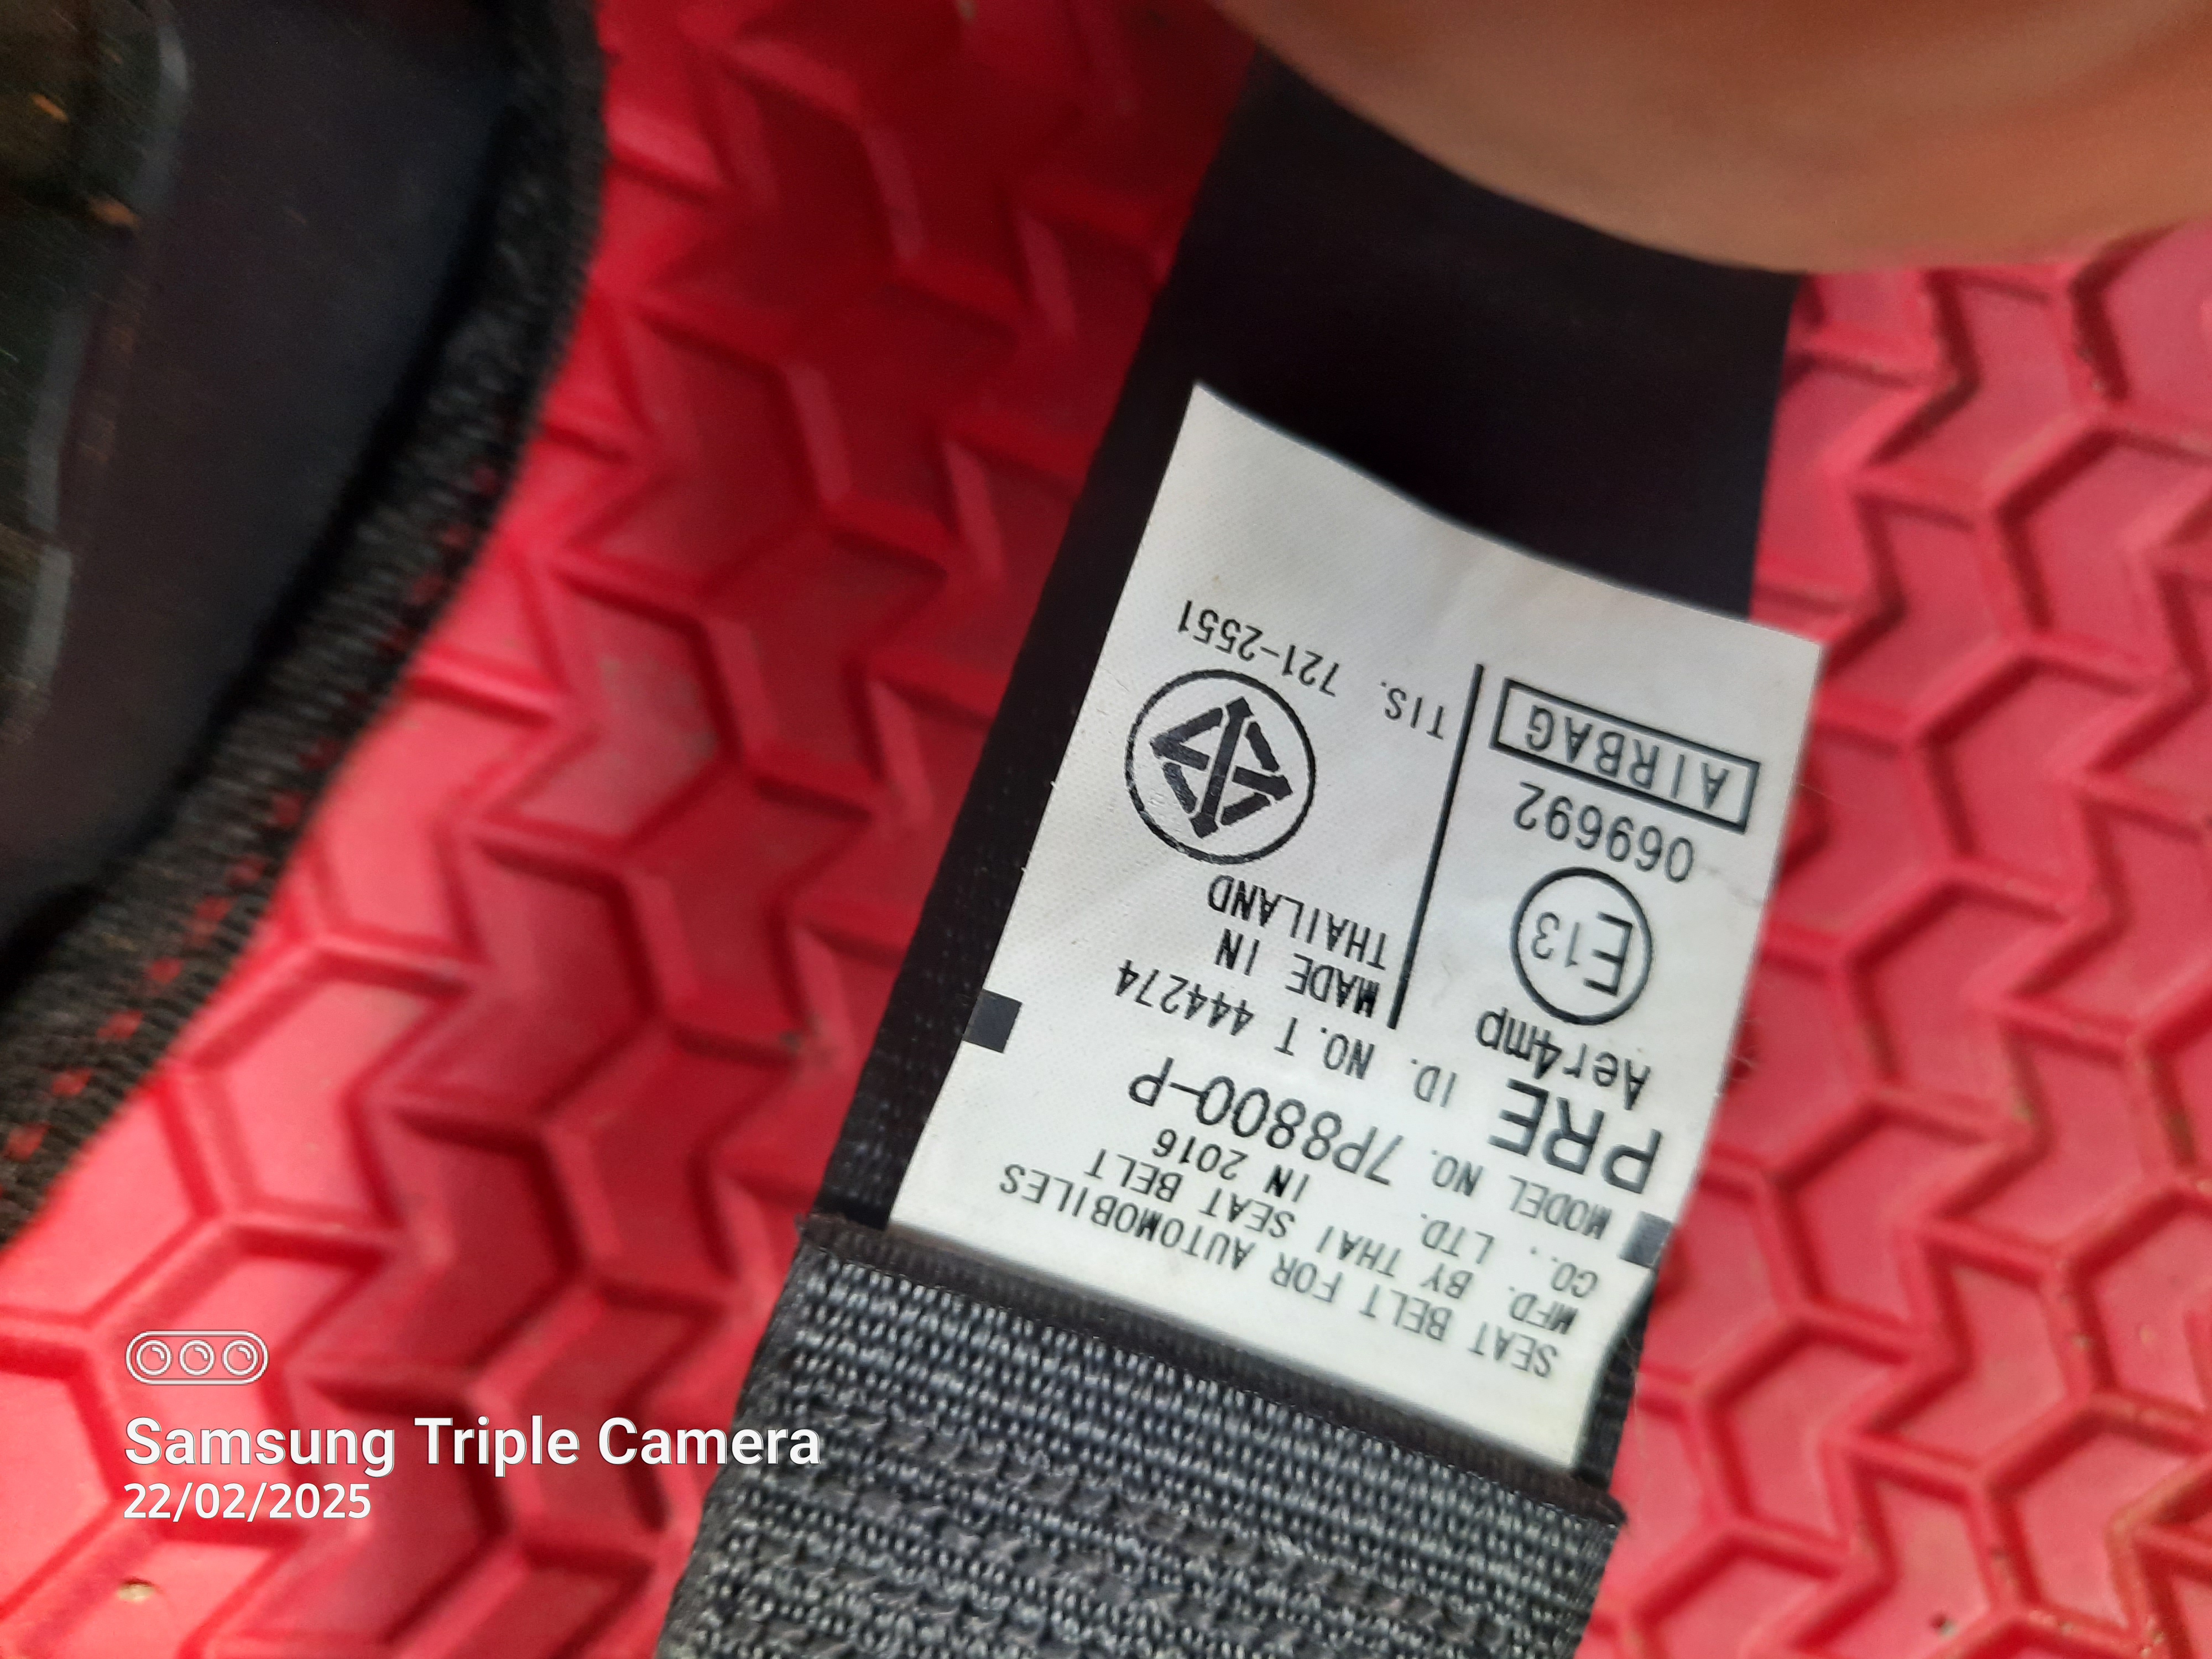 SEAT BELT FOR AUTOMOBILES
MFD. BY THAI SEAT BELT
CO., LTD. IN 2016
MODEL NO. 7P8800-P
PRE ID. NO. T 444274
Aer4mp
E13
069692
AIRBAG
MADE IN
THAILAND
TIS. 721-2551
Samsung Triple Camera
22/02/2025